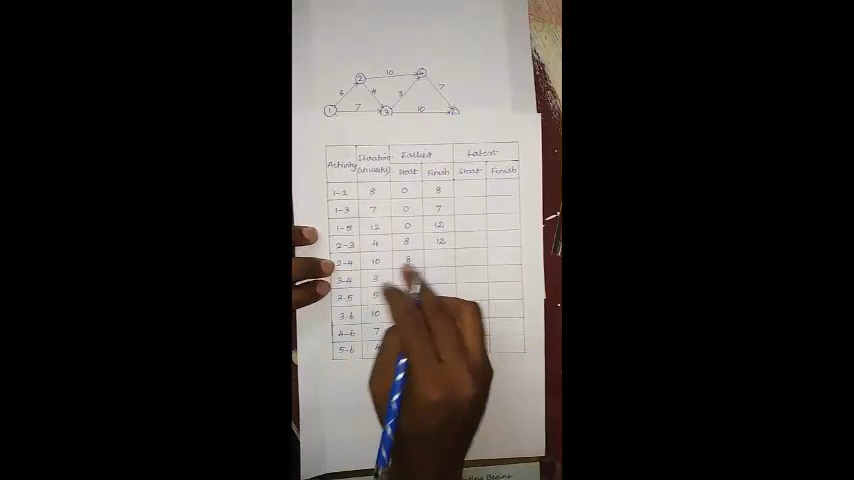 2 10 4
8 4 3 7
1 7 3 10
Activity Duration (in weeks) Earliest Latest
Start Finish Start Finish
1-2 8 0 8
1-3 7 0 7
1-5 12 0 12
2-3 4 8 12
2-4 10 8
3-4 3
3-5 5
3-6 10
4-6 7
5-6 4